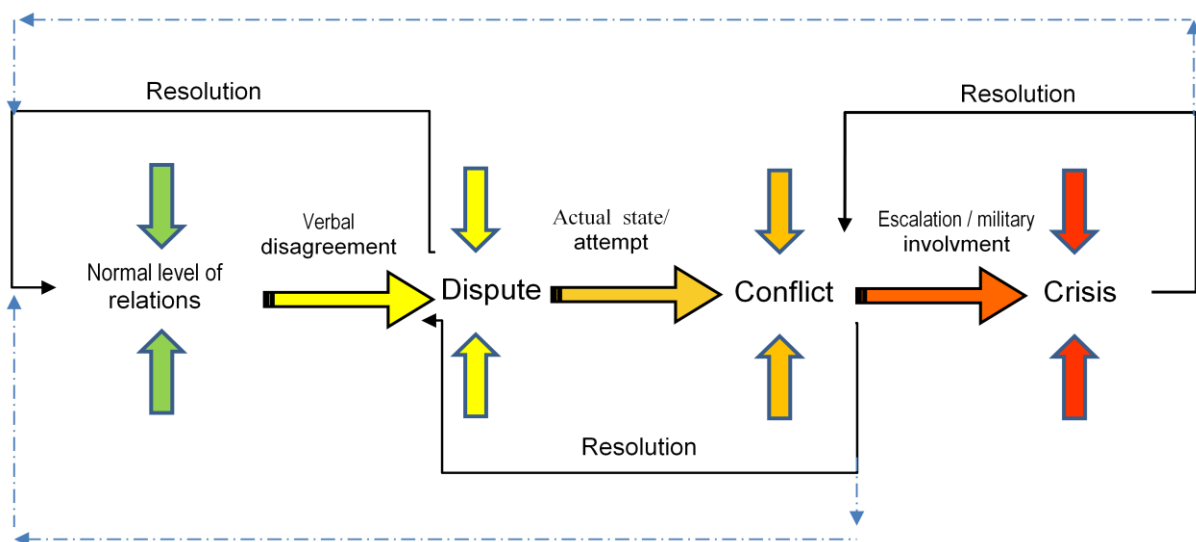 Resolution
Resolution
Verbal
disagreement
Actual state/
attempt
Escalation / military
involvment
Normal level of
relations
Dispute
Conflict
Crisis
Resolution